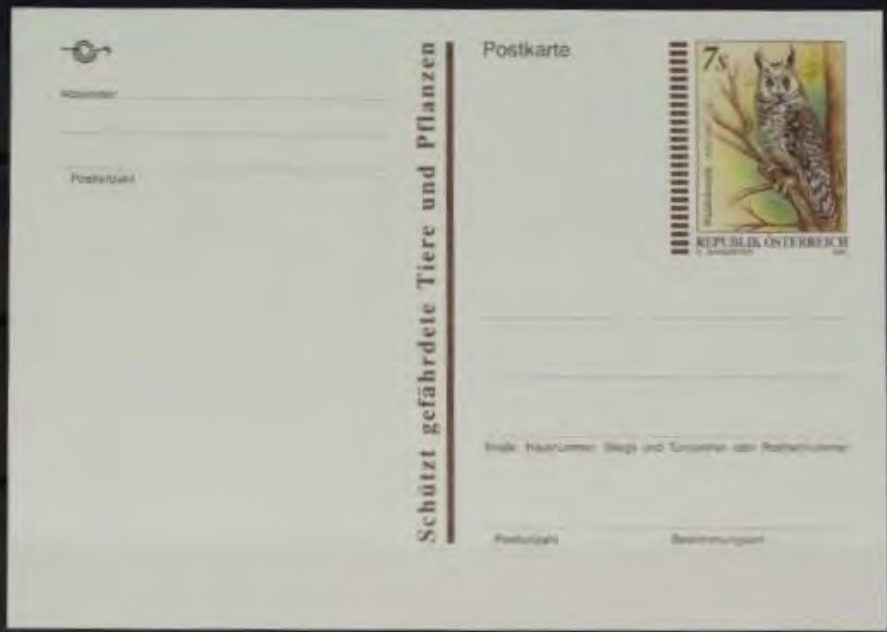 Absender
Postleitzahl
Schützt gefährdete Tiere und Pflanzen
Postkarte
7s
Waldohreule
REPUBLIK ÖSTERREICH
Straße, Hausnummer, Stiege und Türnummer oder Postfachnummer
Postleitzahl
Bestimmungsort